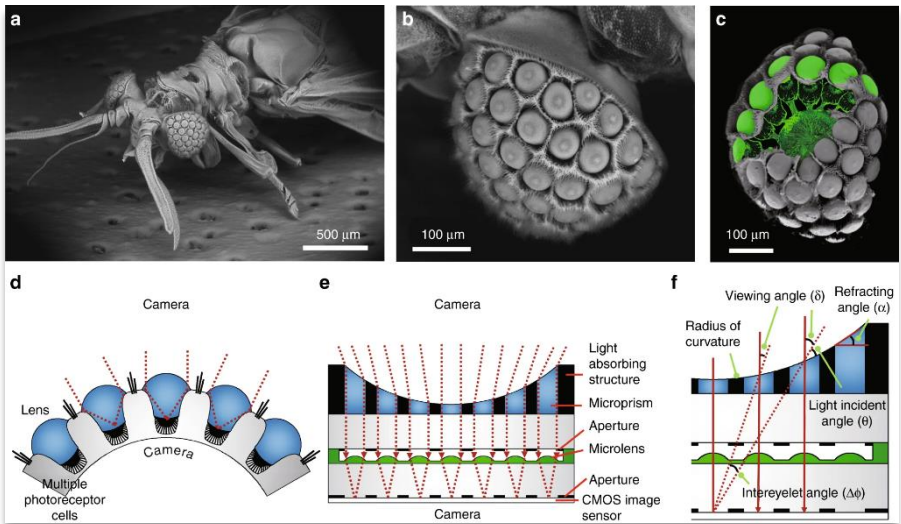 a
500 µm
b
100 µm
c
100 µm
d
Camera
Lens
Camera
Multiple
photoreceptor
cells
e
Camera
Light
absorbing
structure
Microprism
Aperture
Microlens
Aperture
CMOS image
sensor
Camera
f
Viewing angle (δ)
Refracting
angle (α)
Radius of
curvature
Light incident
angle (θ)
Intereyelet angle (Δϕ)